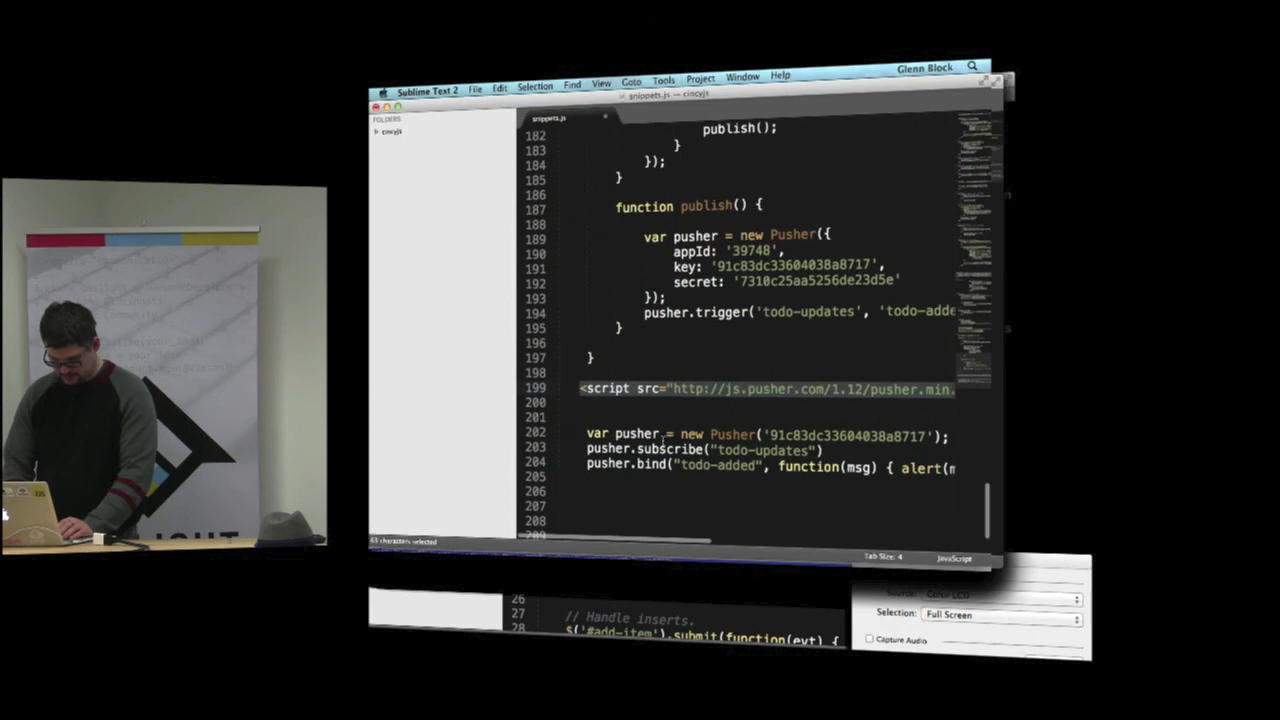 Sublime Text 2 File Edit Selection Find View Goto Tools Project Window Help Glenn Block
snippets.js — cincyjs
FOLDERS
cincyjs
snippets.js
182 publish();
183 }
184 });
185 }
186
187 function publish() {
188
189 var pusher = new Pusher({
190 appId: '39748',
191 key: '91c83dc33604038a8717',
192 secret: '7310c25aa5256de23d5e'
193 });
194 pusher.trigger('todo-updates', 'todo-adde
195 }
196
197 }
198
199 <script src="http://js.pusher.com/1.12/pusher.min.
200
201
202 var pusher = new Pusher('91c83dc33604038a8717');
203 pusher.subscribe("todo-updates")
204 pusher.bind("todo-added", function(msg) { alert(m
205
206
207
208
209
63 characters selected
Tab Size: 4 JavaScript
26
27 // Handle inserts.
28 $('#add-item').submit(function(evt) {
Source: Color LCD
Selection: Full Screen
Capture Audio